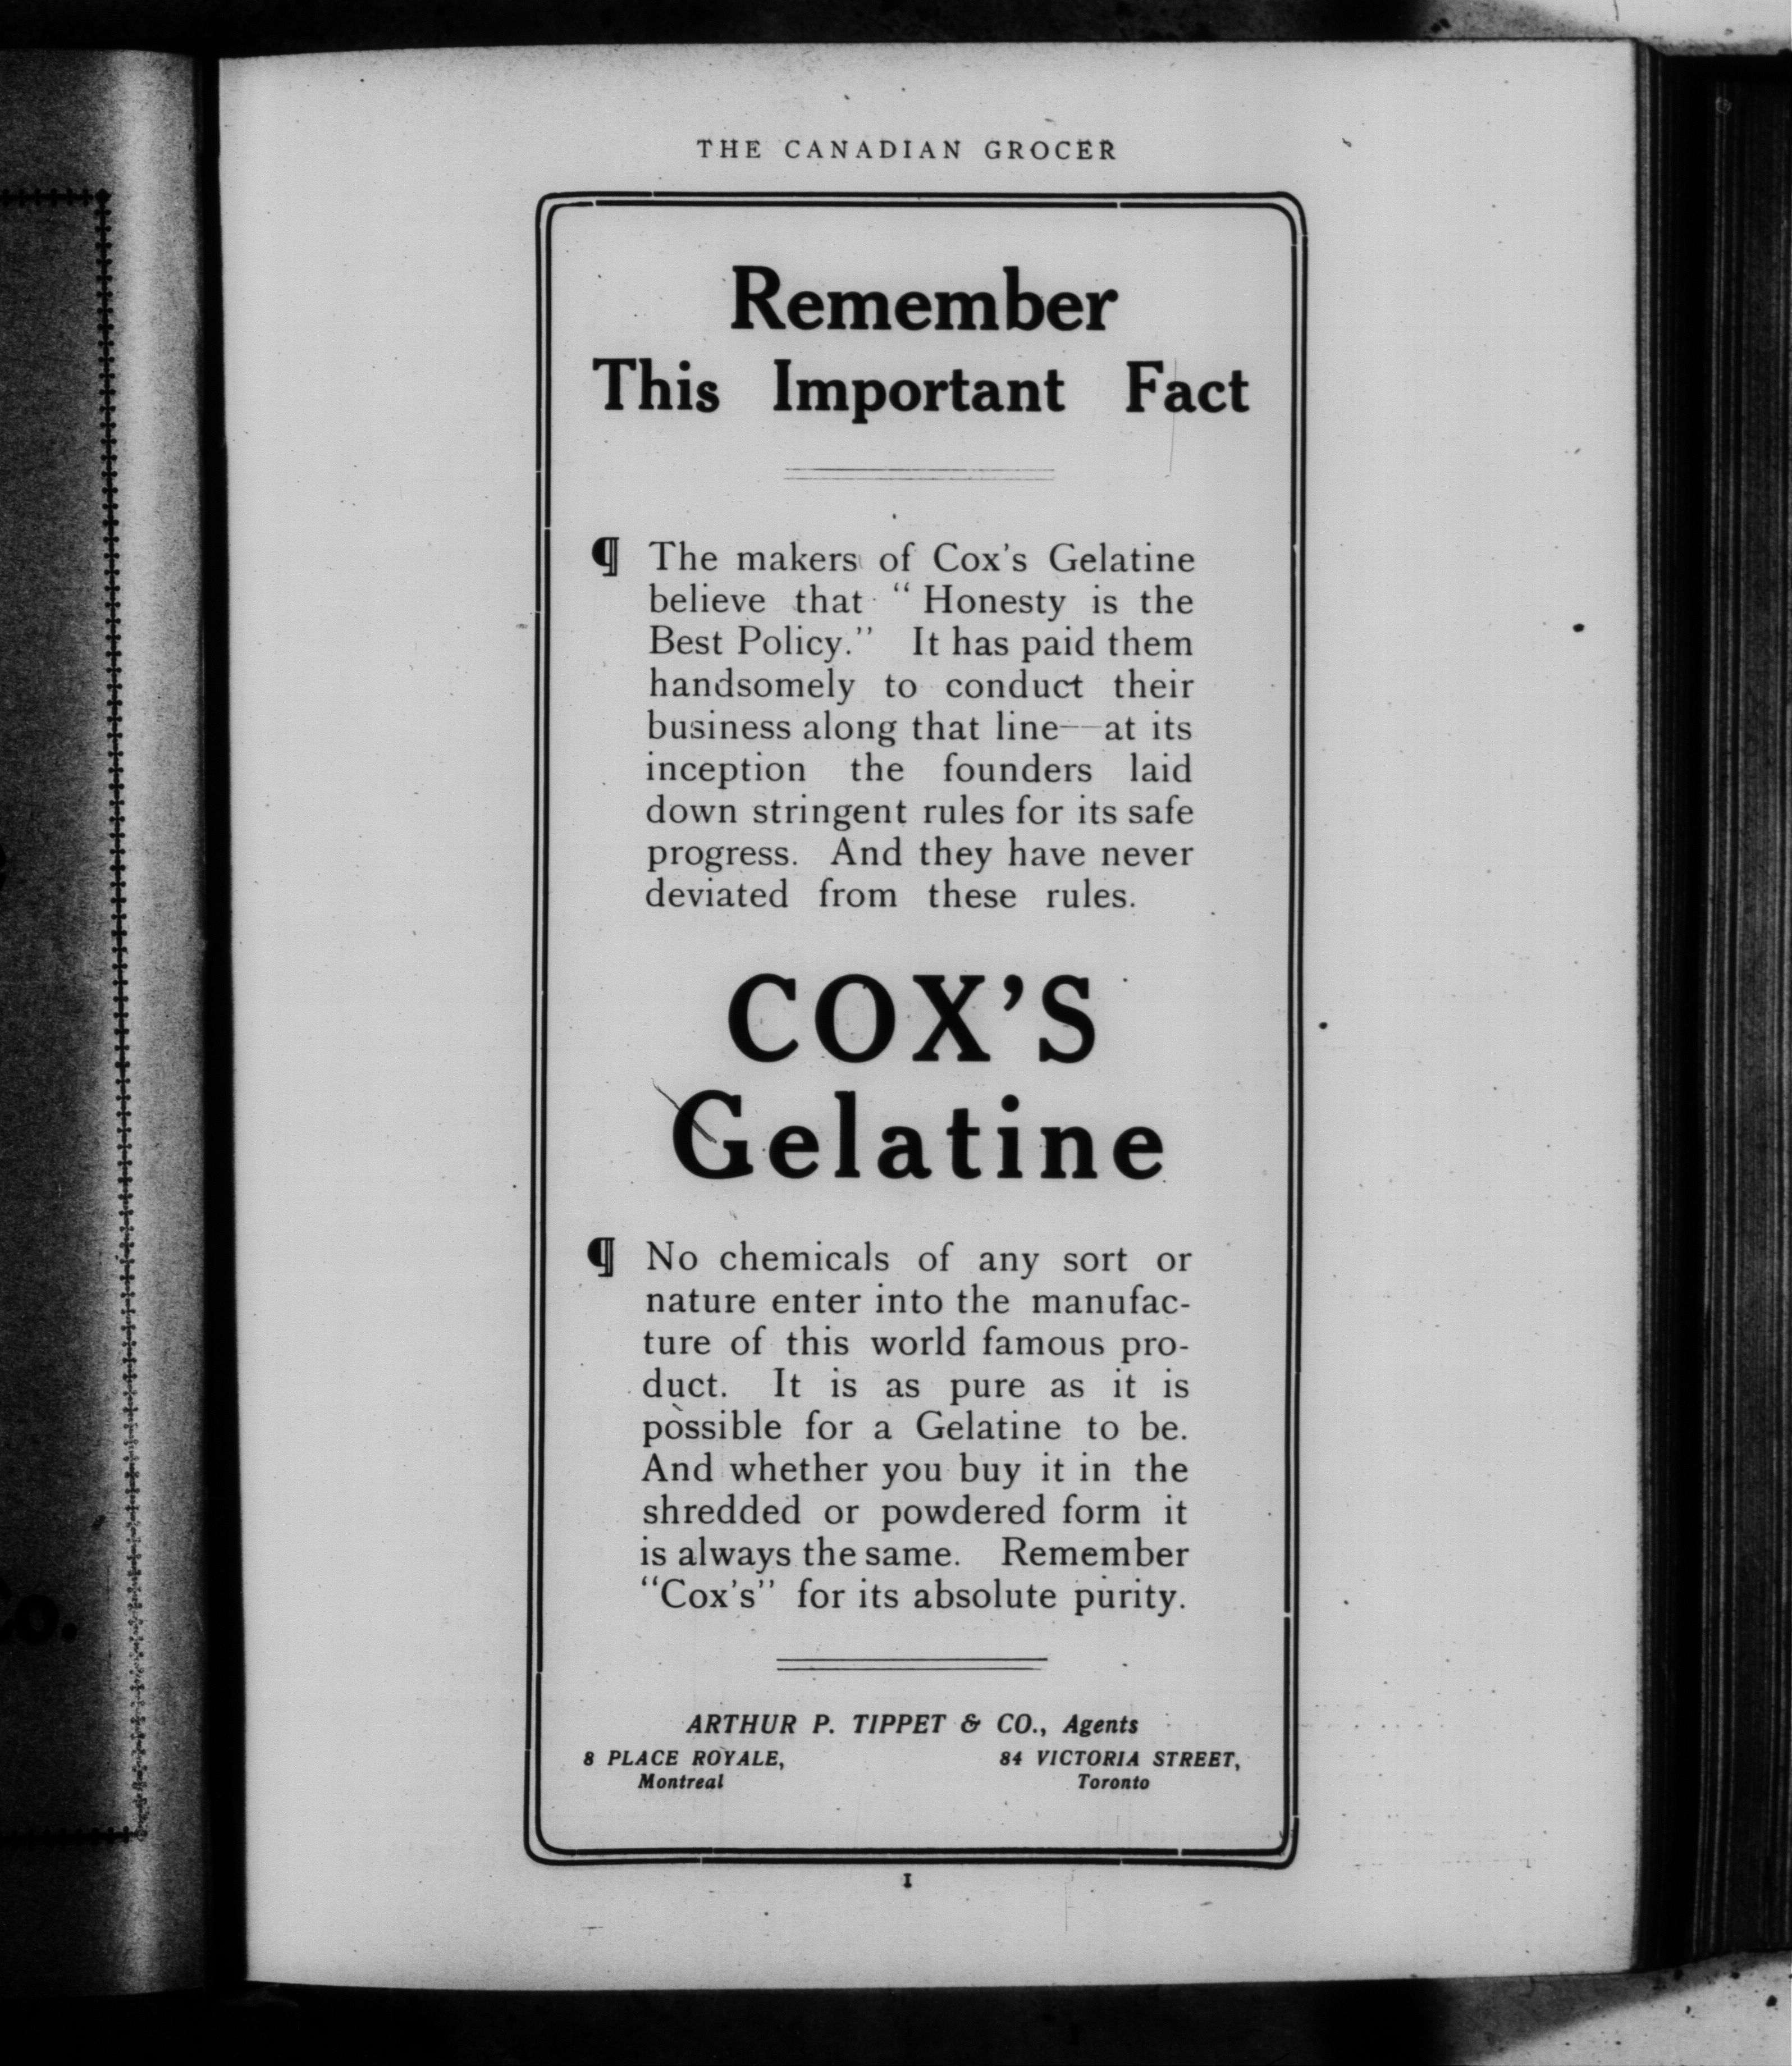 THE CANADIAN GROCER
Remember
This Important Fact
¶ The makers of Cox's Gelatine
believe that “Honesty is the
Best Policy.” It has paid them
handsomely to conduct their
business along that line—at its
inception the founders laid
down stringent rules for its safe
progress. And they have never
deviated from these rules.
COX'S
Gelatine
¶ No chemicals of any sort or
nature enter into the manufac-
ture of this world famous pro-
duct. It is as pure as it is
possible for a Gelatine to be.
And whether you buy it in the
shredded or powdered form it
is always the same. Remember
“Cox's” for its absolute purity.
ARTHUR P. TIPPET & CO., Agents
8 PLACE ROYALE, 84 VICTORIA STREET,
Montreal Toronto
I
Co.